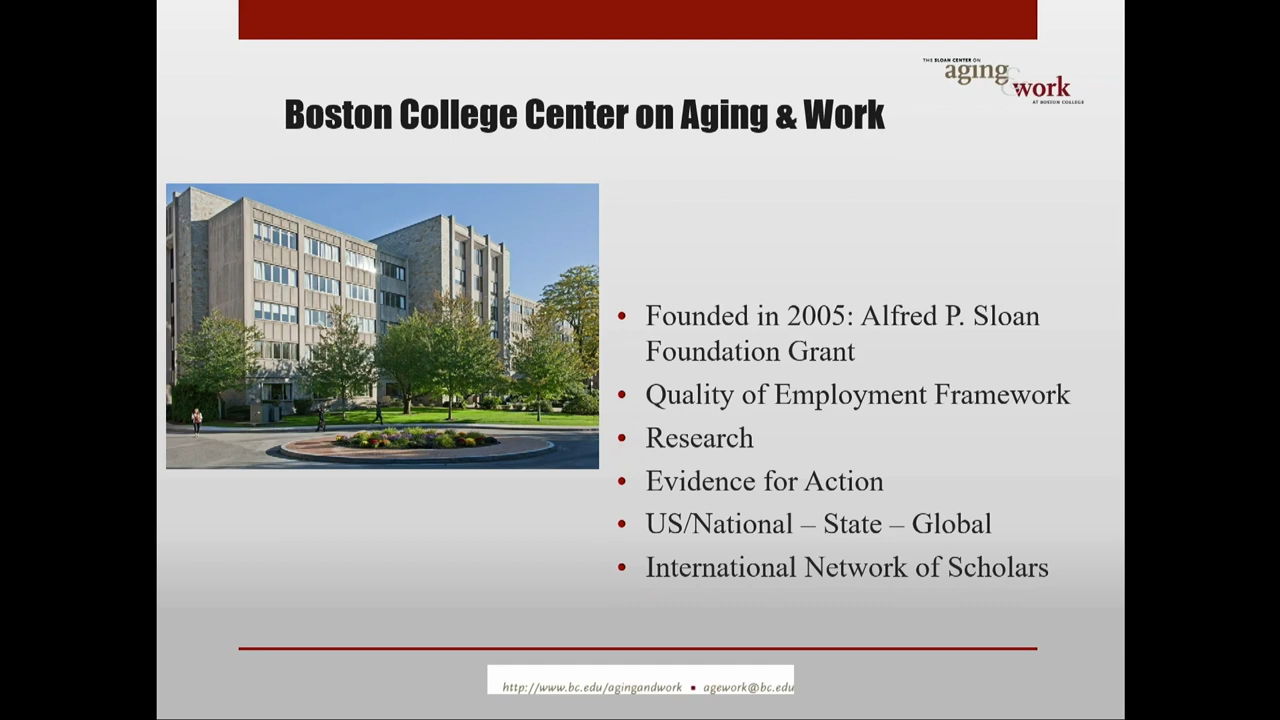 THE SLOAN CENTER ON
aging
&
work
AT BOSTON COLLEGE
Boston College Center on Aging & Work
• Founded in 2005: Alfred P. Sloan
Foundation Grant
• Quality of Employment Framework
• Research
• Evidence for Action
• US/National – State – Global
• International Network of Scholars
http://www.bc.edu/agingandwork ▪ agework@bc.edu